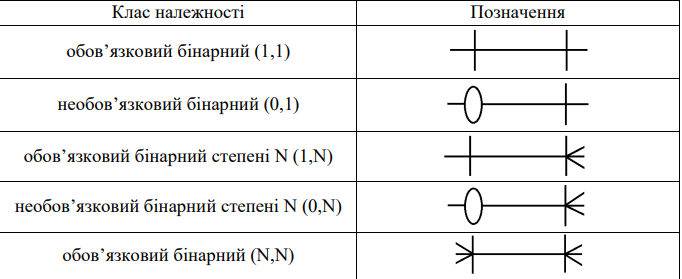 Клас належності Позначення
обов’язковий бінарний (1,1)
необов’язковий бінарний (0,1)
обов’язковий бінарний степені N (1,N)
необов’язковий бінарний степені N (0,N)
обов’язковий бінарний (N,N)